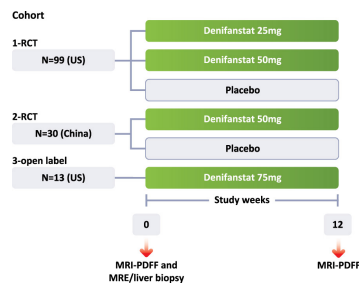 Cohort
1-RCT
N=99 (US)
Denifanstat 25mg
Denifanstat 50mg
Placebo
2-RCT
N=30 (China)
Denifanstat 50mg
Placebo
3-open label
N=13 (US)
Denifanstat 75mg
Study weeks
0
12
MRI-PDFF and
MRE/liver biopsy
MRI-PDFF